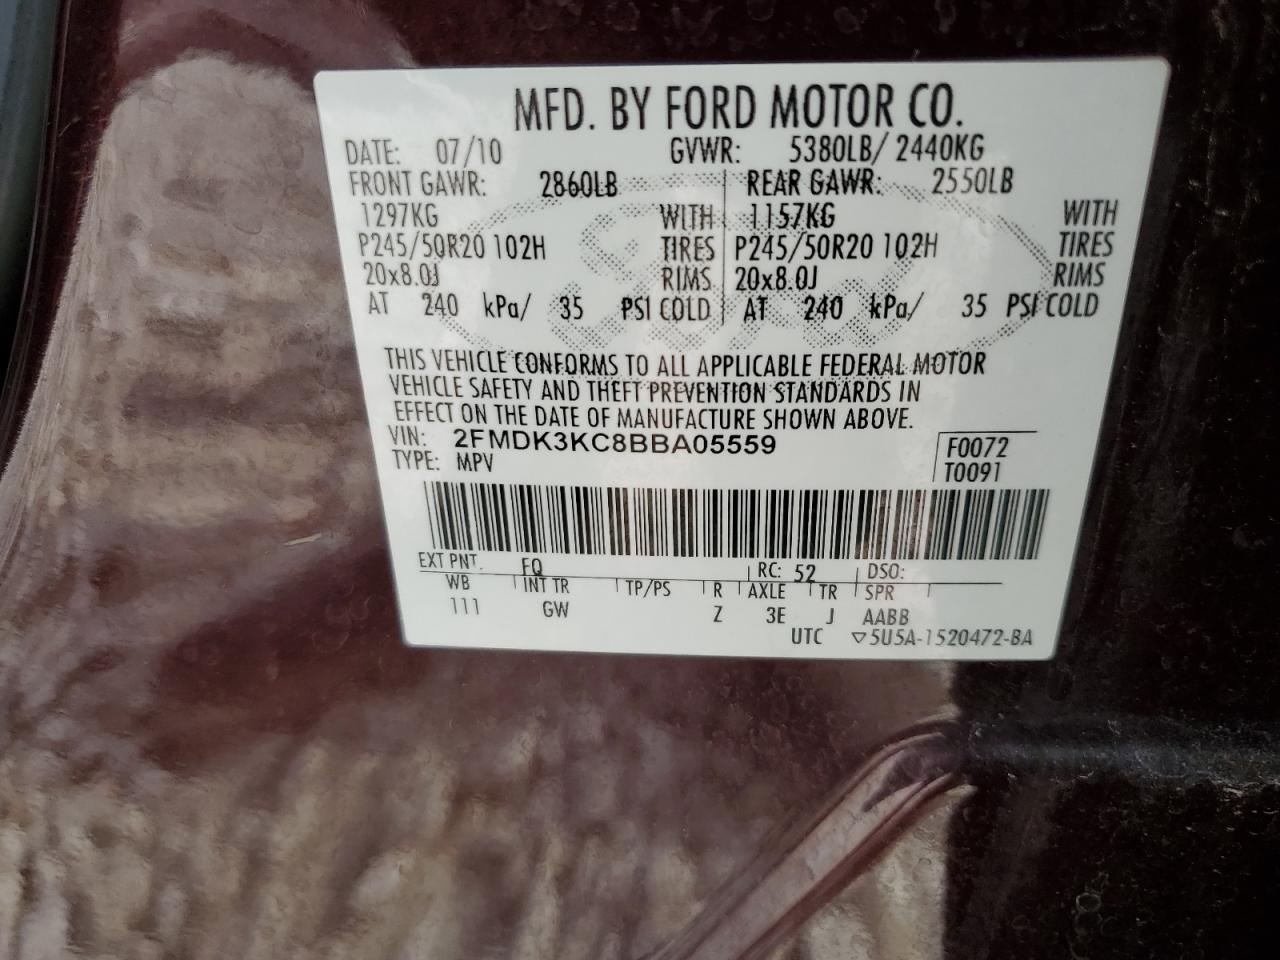 MFD. BY FORD MOTOR CO.
DATE: 07/10 GVWR: 5380LB/ 2440KG
FRONT GAWR: 2860LB REAR GAWR: 2550LB
1297KG WITH 1157KG WITH
P245/50R20 102H TIRES P245/50R20 102H TIRES
20x8.0J RIMS 20x8.0J RIMS
AT 240 kPa/ 35 PSI COLD AT 240 kPa/ 35 PSI COLD
THIS VEHICLE CONFORMS TO ALL APPLICABLE FEDERAL MOTOR
VEHICLE SAFETY AND THEFT PREVENTION STANDARDS IN
EFFECT ON THE DATE OF MANUFACTURE SHOWN ABOVE.
VIN: 2FMDK3KC8BBA05559
TYPE: MPV
F0072
T0091
EXT PNT. FQ RC: 52 DSO:
WB INT TR TP/PS R AXLE TR SPR
111 GW Z 3E J AABB
UTC ▽5U5A-1520472-BA